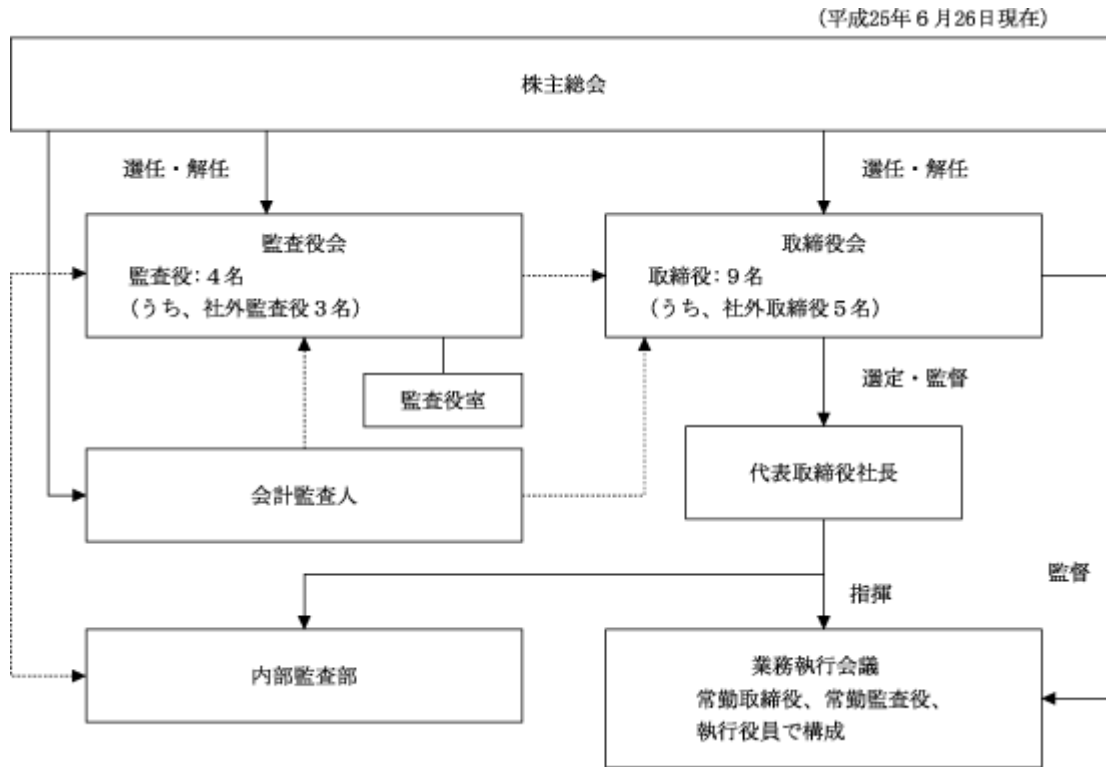 (平成25年6月26日現在)
株主総会
選任・解任
選任・解任
監査役会
監査役：4名
(うち、社外監査役3名)
取締役会
取締役：9名
(うち、社外取締役5名)
監査役室
選定・監督
会計監査人
代表取締役社長
監督
指揮
内部監査部
業務執行会議
常勤取締役、常勤監査役、
執行役員で構成